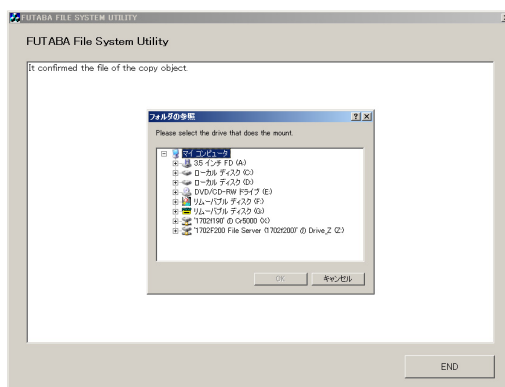 FUTABA FILE SYSTEM UTILITY
FUTABA File System Utility
It confirmed the file of the copy object.
フォルダの参照
Please select the drive that does the mount.
マイ コンピュータ
3.5 インチ FD (A:)
ローカル ディスク (C:)
ローカル ディスク (D:)
DVD/CD-RW ドライブ (E:)
リムーバブル ディスク (F:)
リムーバブル ディスク (G:)
'1702f190' の Cr5000 (X:)
'1702F200 File Server (1702f200)' の Drive_Z (Z:)
OK
キャンセル
END